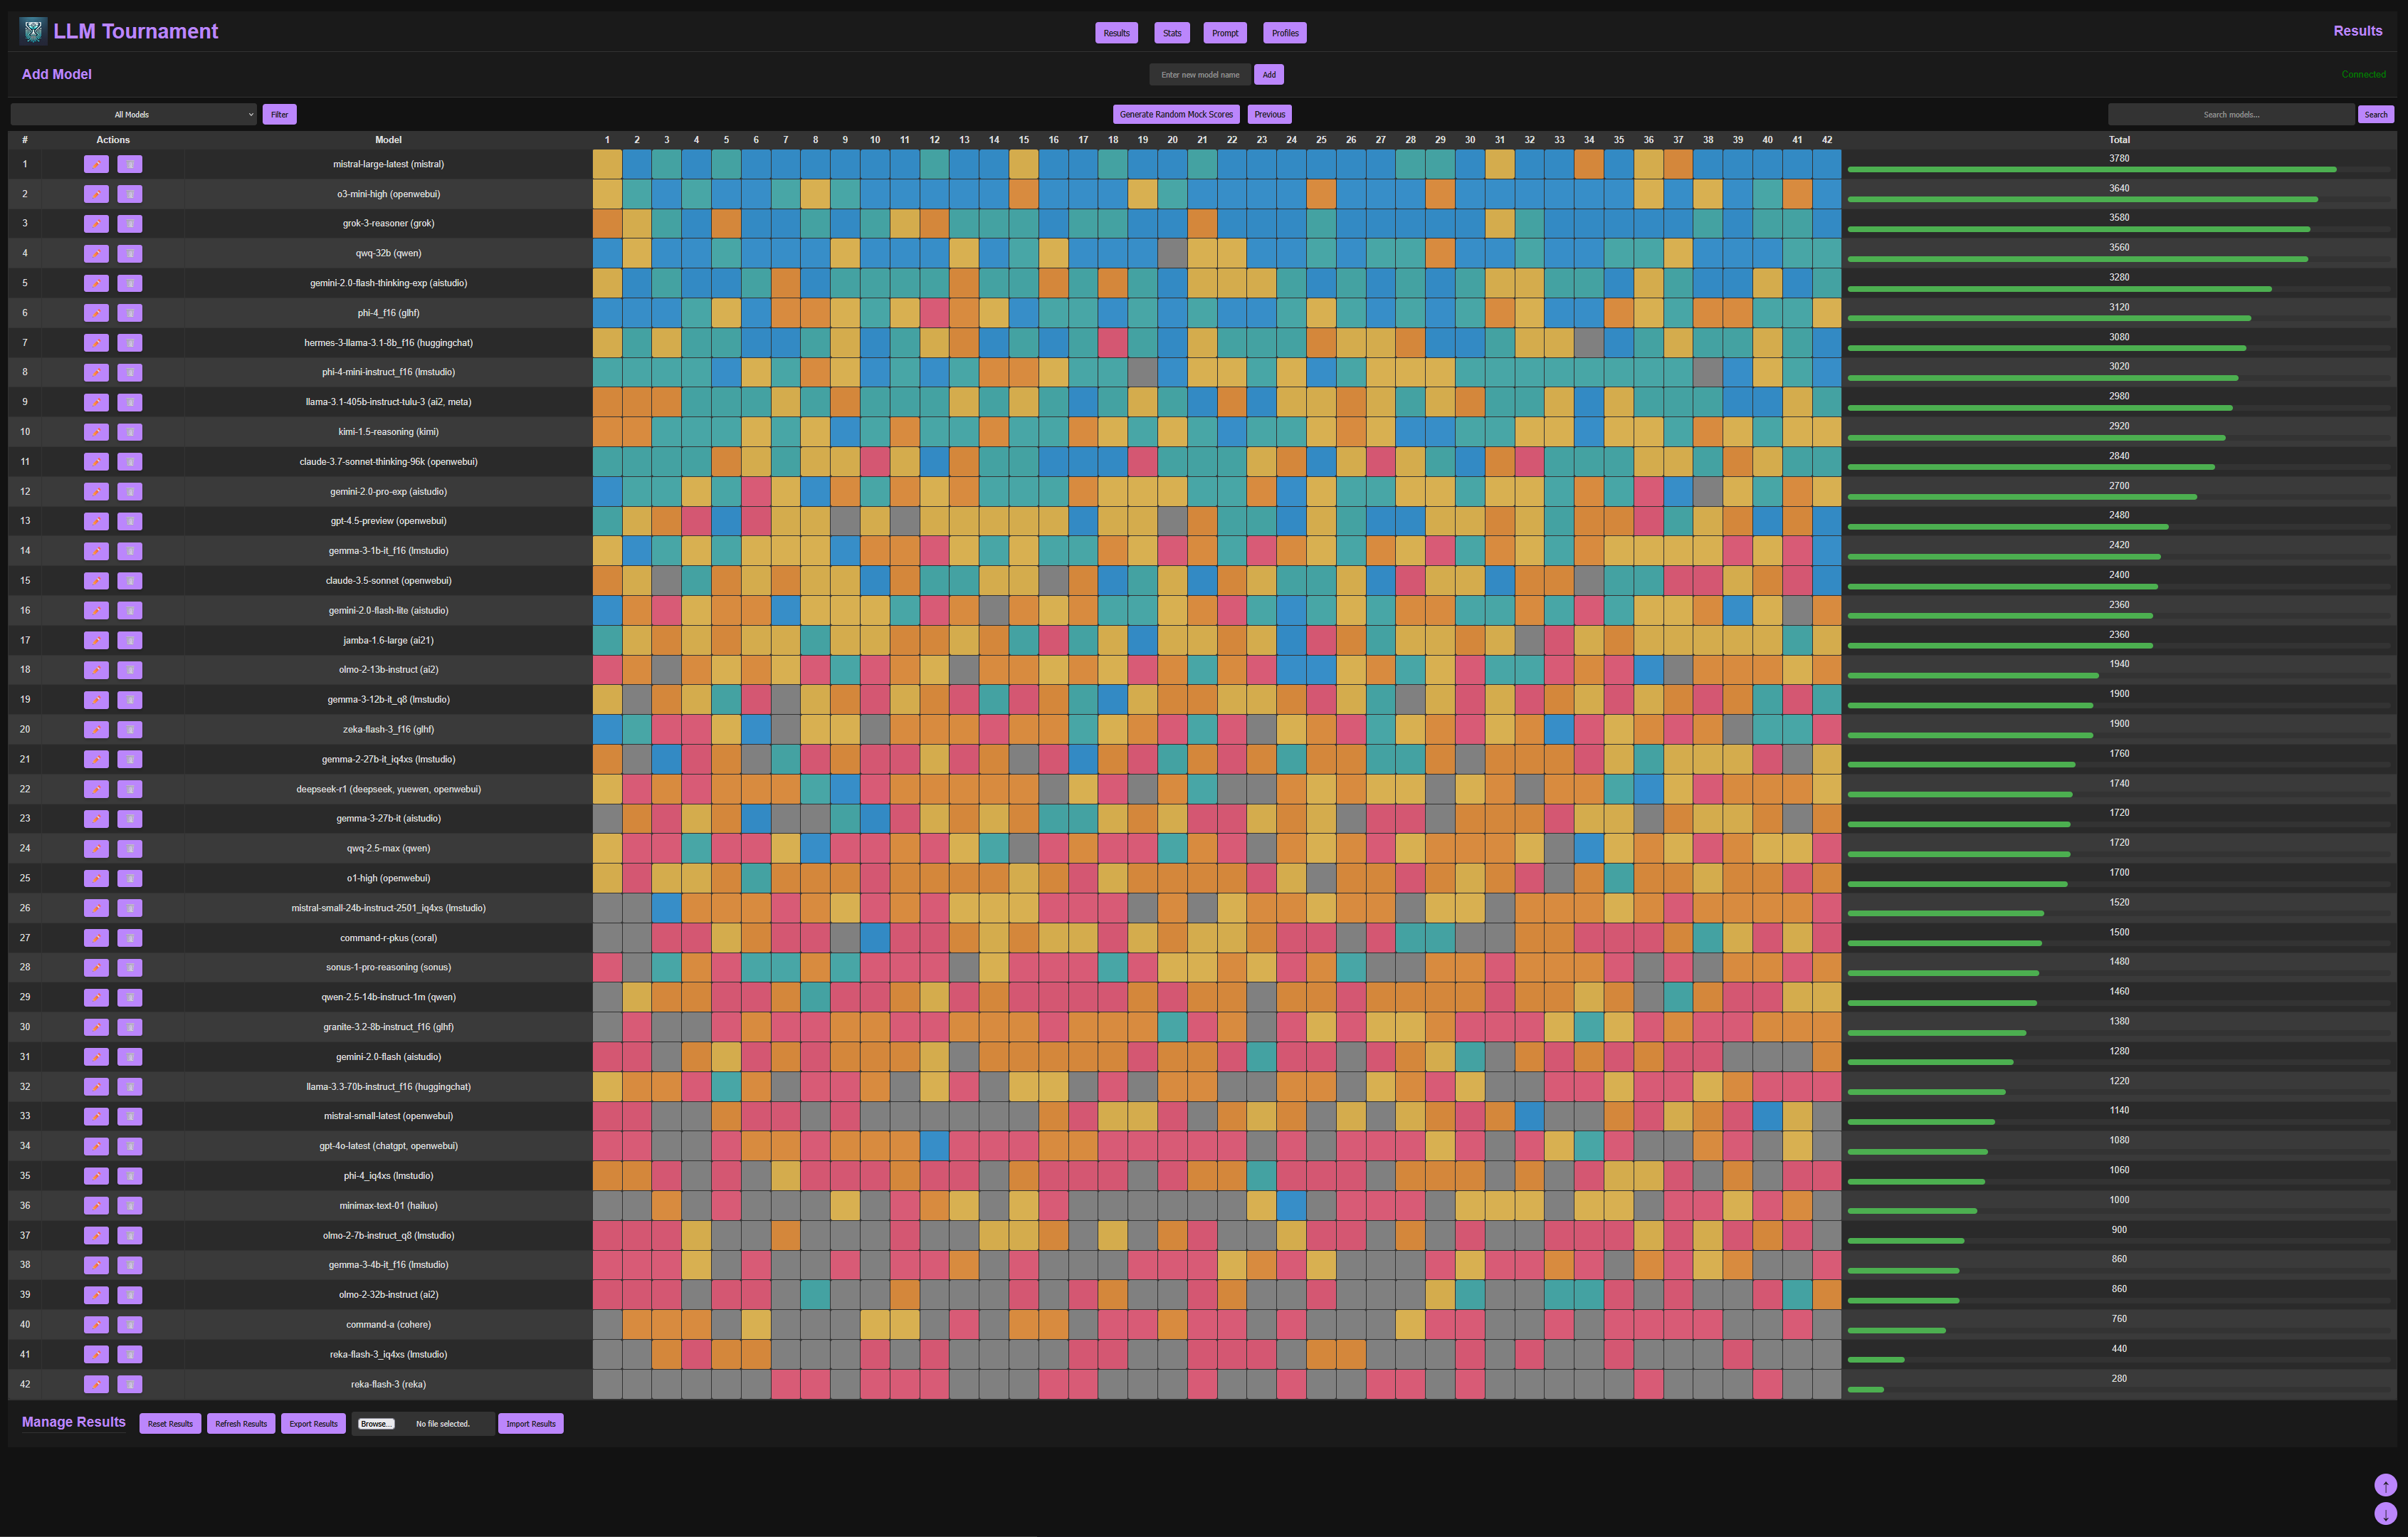 LLM Tournament
Results Stats Prompt Profiles
Results
Add Model
Enter new model name Add
Connected
All Models Filter
Generate Random Mock Scores Previous
Search models... Search
# Actions Model 1 2 3 4 5 6 7 8 9 10 11 12 13 14 15 16 17 18 19 20 21 22 23 24 25 26 27 28 29 30 31 32 33 34 35 36 37 38 39 40 41 42 Total
1 mistral-large-latest (mistral) 3780
2 o3-mini-high (openwebui) 3640
3 grok-3-reasoner (grok) 3580
4 qwq-32b (qwen) 3560
5 gemini-2.0-flash-thinking-exp (aistudio) 3280
6 phi-4_f16 (glhf) 3120
7 hermes-3-llama-3.1-8b_f16 (huggingchat) 3080
8 phi-4-mini-instruct_f16 (lmstudio) 3020
9 llama-3.1-405b-instruct-tulu-3 (ai2, meta) 2980
10 kimi-1.5-reasoning (kimi) 2920
11 claude-3.7-sonnet-thinking-96k (openwebui) 2840
12 gemini-2.0-pro-exp (aistudio) 2700
13 gpt-4.5-preview (openwebui) 2480
14 gemma-3-1b-it_f16 (lmstudio) 2420
15 claude-3.5-sonnet (openwebui) 2400
16 gemini-2.0-flash-lite (aistudio) 2360
17 jamba-1.6-large (ai21) 2360
18 olmo-2-13b-instruct (ai2) 1940
19 gemma-3-12b-it_q8 (lmstudio) 1900
20 zeka-flash-3_f16 (glhf) 1900
21 gemma-2-27b-it_iq4xs (lmstudio) 1760
22 deepseek-r1 (deepseek, yuewen, openwebui) 1740
23 gemma-3-27b-it (aistudio) 1720
24 qwq-2.5-max (qwen) 1720
25 o1-high (openwebui) 1700
26 mistral-small-24b-instruct-2501_iq4xs (lmstudio) 1520
27 command-r-pkus (coral) 1500
28 sonus-1-pro-reasoning (sonus) 1480
29 qwen-2.5-14b-instruct-1m (qwen) 1460
30 granite-3.2-8b-instruct_f16 (glhf) 1380
31 gemini-2.0-flash (aistudio) 1280
32 llama-3.3-70b-instruct_f16 (huggingchat) 1220
33 mistral-small-latest (openwebui) 1140
34 gpt-4o-latest (chatgpt, openwebui) 1080
35 phi-4_iq4xs (lmstudio) 1060
36 minimax-text-01 (hailuo) 1000
37 olmo-2-7b-instruct_q8 (lmstudio) 900
38 gemma-3-4b-it_f16 (lmstudio) 860
39 olmo-2-32b-instruct (ai2) 860
40 command-a (cohere) 760
41 reka-flash-3_iq4xs (lmstudio) 440
42 reka-flash-3 (reka) 280
Manage Results Reset Results Refresh Results Export Results Browse... No file selected. Import Results
↑
↓